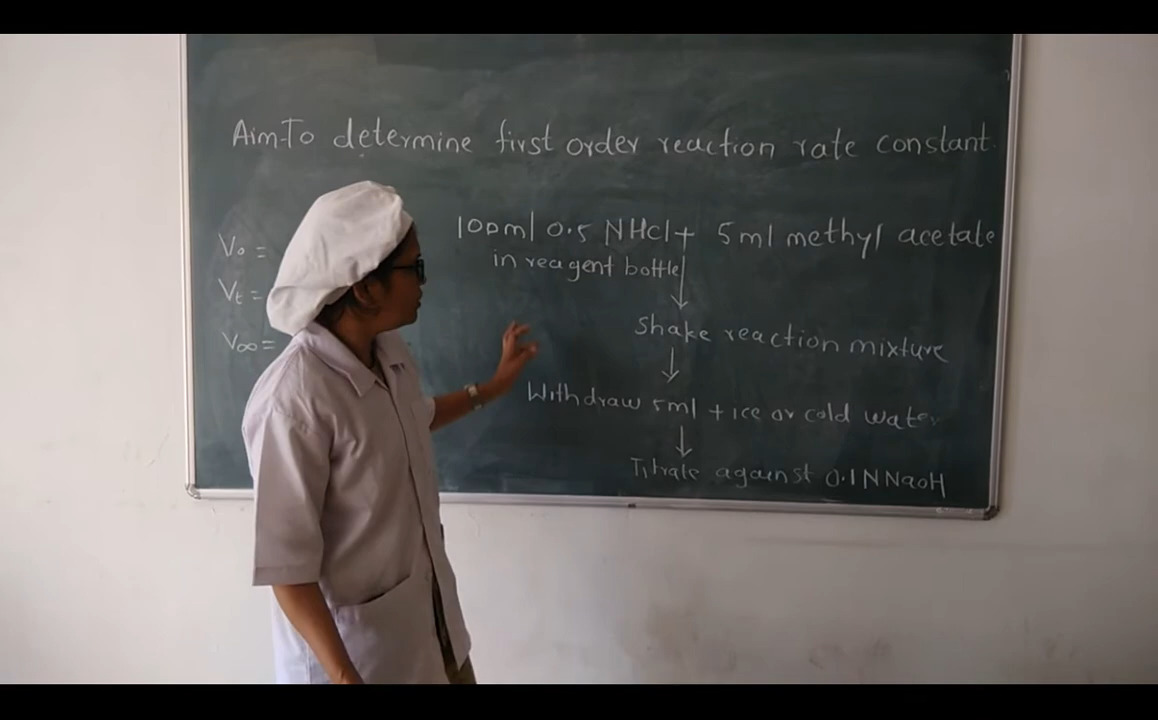 Aim-To determine first order reaction rate constant.
100ml 0.5 NHCl + 5ml methyl acetate
in reagent bottle
V₀ =
Vt =
V∞ =
↓
Shake reaction mixture
↓
Withdraw 5ml + ice or cold water
↓
Titrate against 0.1N NaOH